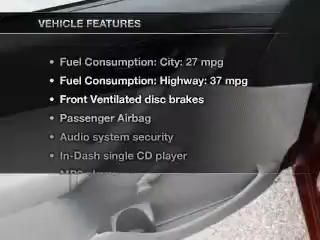 VEHICLE FEATURES
• Fuel Consumption: City: 27 mpg
• Fuel Consumption: Highway: 37 mpg
• Front Ventilated disc brakes
• Passenger Airbag
• Audio system security
• In-Dash single CD player